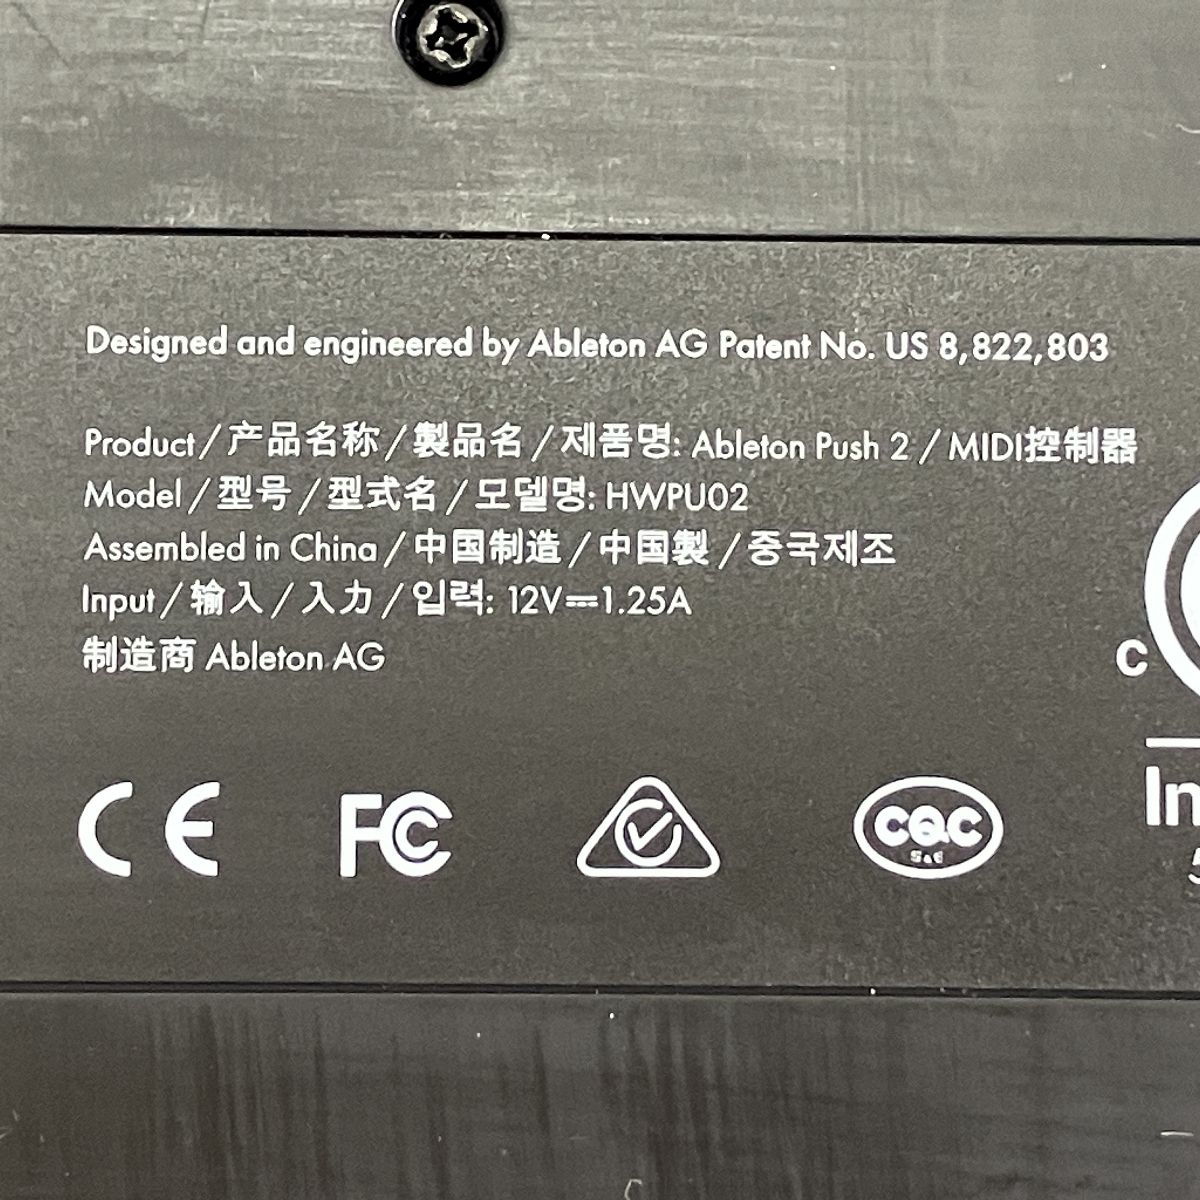 Designed and engineered by Ableton AG Patent No. US 8,822,803
Product / 产品名称 / 製品名 / 제품명: Ableton Push 2 / MIDI控制器
Model / 型号 / 型式名 / 모델명: HWPU02
Assembled in China / 中国制造 / 中国製 / 중국제조
Input / 输入 / 入力 / 입력: 12V⎓1.25A
制造商 Ableton AG
C
CE FC CQC
S&E
In
5